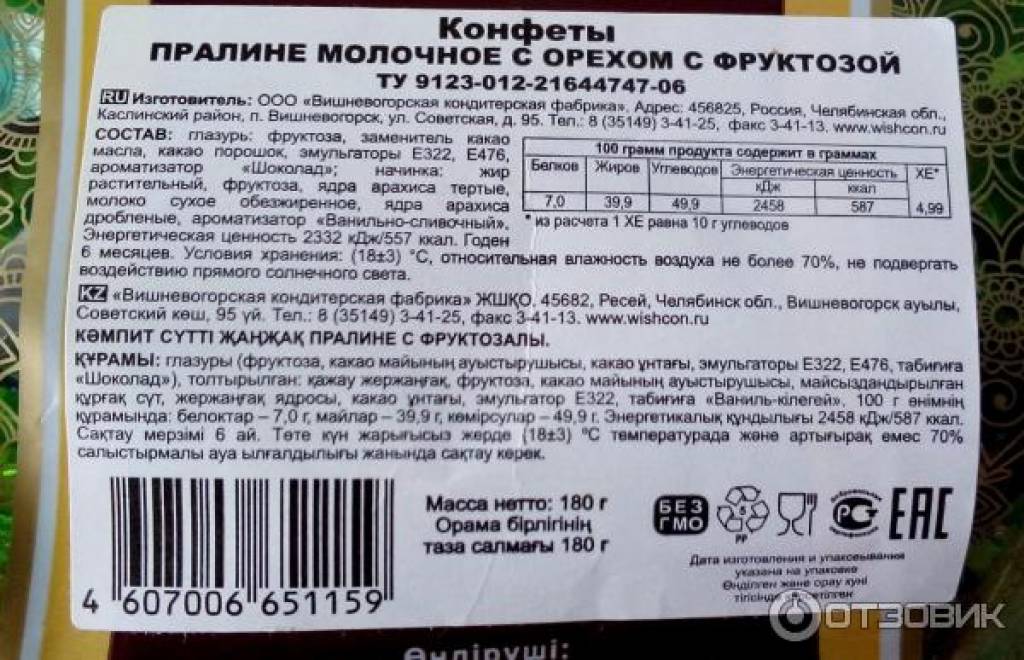 Конфеты
ПРАЛИНЕ МОЛОЧНОЕ С ОРЕХОМ С ФРУКТОЗОЙ
ТУ 9123-012-21644747-06
RU Изготовитель: ООО «Вишневогорская кондитерская фабрика». Адрес: 456825, Россия, Челябинская обл.,
Каслинский район, п. Вишневогорск, ул. Советская, д. 95. Тел.: 8 (35149) 3-41-25, факс 3-41-13. www.wishcon.ru
СОСТАВ: глазурь: фруктоза, заменитель какао
масла, какао порошок, эмульгаторы Е322, Е476,
ароматизатор «Шоколад»; начинка: жир
растительный, фруктоза, ядра арахиса тертые,
молоко сухое обезжиренное, ядра арахиса
дробленые, ароматизатор «Ванильно-сливочный».
Энергетическая ценность 2332 кДж/557 ккал. Годен
6 месяцев. Условия хранения: (18±3) °С, относительная влажность воздуха не более 70%, не подвергать
воздействию прямого солнечного света.
100 грамм продукта содержит в граммах
Белков Жиров Углеводов Энергетическая ценность ХЕ*
кДж ккал
7,0 39,9 49,9 2458 587 4,99
*из расчета 1 ХЕ равна 10 г углеводов
KZ «Вишневогорская кондитерская фабрика» ЖШҚО. 45682, Ресей, Челябинск обл., Вишневогорск ауылы,
Советский көш, 95 үй. Тел.: 8 (35149) 3-41-25, факс 3-41-13. www.wishcon.ru
КӘМПИТ СҮТТІ ЖАҢЖАҚ ПРАЛИНЕ С ФРУКТОЗАЛЫ.
ҚҰРАМЫ: глазуры (фруктоза, какао майының ауыстырушысы, какао ұнтағы, эмульгаторы Е322, Е476, табиғиға
«Шоколад»), толтырылған: қажау жержаңғақ, фруктоза, какао майының ауыстырушысы, майсыздандырылған
құрғақ сүт, жержаңғақ ядросы, какао ұнтағы, эмульгатор Е322, табиғиға «Ваниль-кілегей». 100 г өнімнің
құрамында: белоктар – 7,0 г, майлар – 39,9 г, көмірсулар – 49,9 г. Энергетикалық құндылығы 2458 кДж/587 ккал.
Сақтау мерзімі 6 ай. Төте күн жарығысыз жерде (18±3) °С температурада және артығырақ емес 70%
салыстырмалы ауа ылғалдылығы жанында сақтау керек.
4 607006 651159
Масса нетто: 180 г
Орама бірлігінің
таза салмағы 180 г
БЕЗ
ГМО
5
PP
Добровольная
РСТ
сертификация
ЕАС
Дата изготовления и упаковывания
указана на упаковке
Өндірілген және орау күні
тілісінде көрсетілген
ОТЗОВИК
Өндіруші: